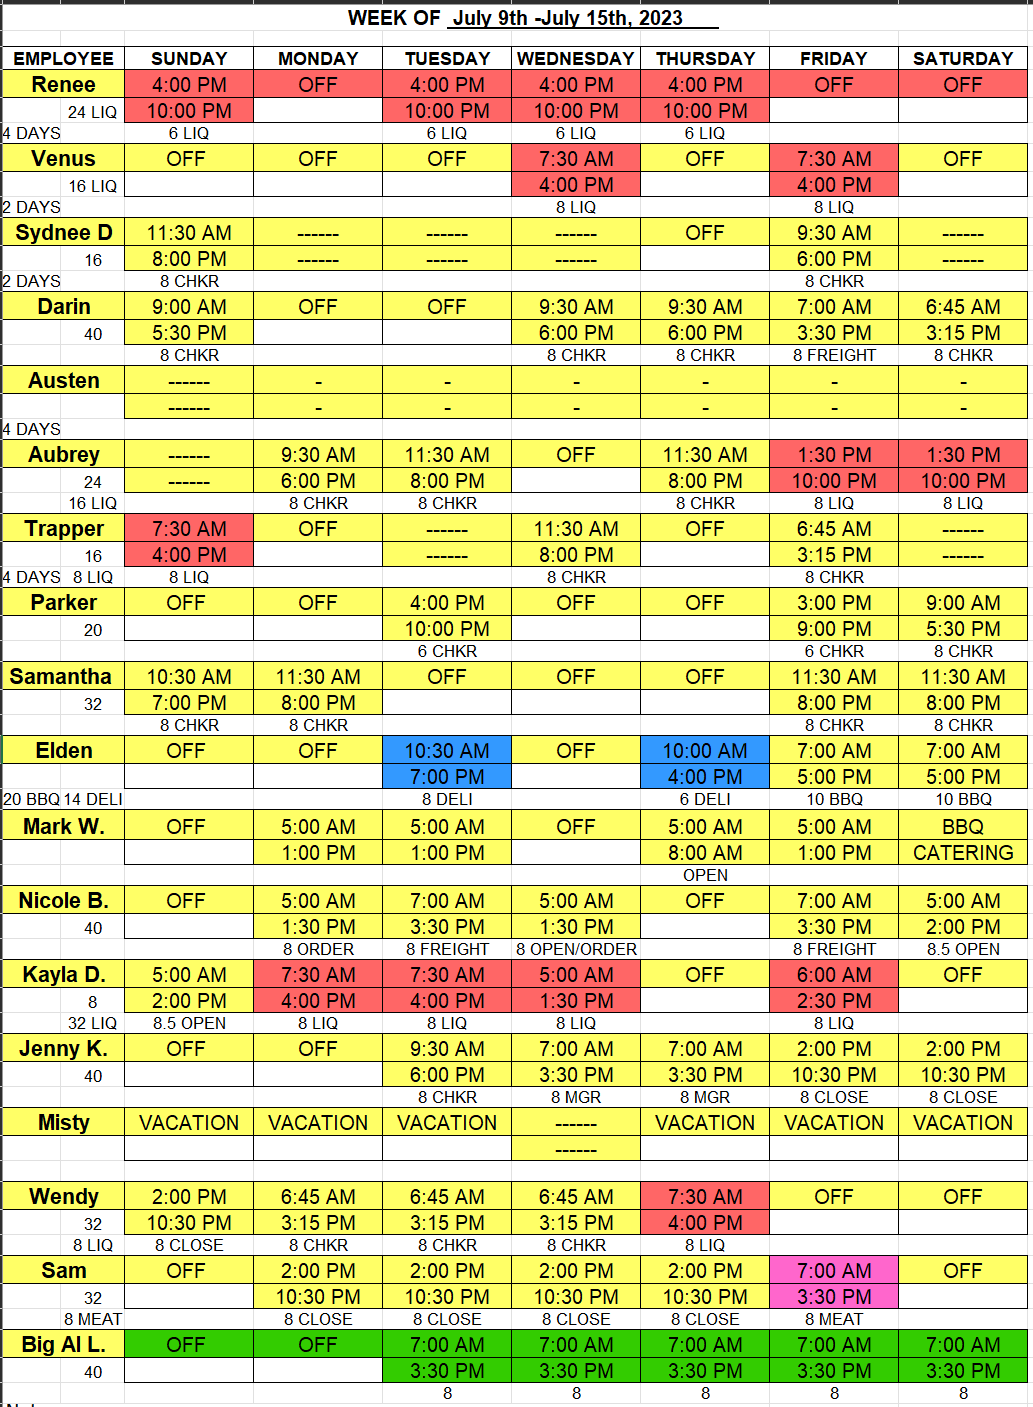 WEEK OF July 9th -July 15th, 2023
EMPLOYEE SUNDAY MONDAY TUESDAY WEDNESDAY THURSDAY FRIDAY SATURDAY
Renee 4:00 PM OFF 4:00 PM 4:00 PM 4:00 PM OFF OFF
24 LIQ 10:00 PM 10:00 PM 10:00 PM 10:00 PM
4 DAYS 6 LIQ 6 LIQ 6 LIQ 6 LIQ
Venus OFF OFF OFF 7:30 AM OFF 7:30 AM OFF
16 LIQ 4:00 PM 4:00 PM
2 DAYS 8 LIQ 8 LIQ
Sydnee D 11:30 AM ------ ------ ------ OFF 9:30 AM ------
16 8:00 PM ------ ------ ------ 6:00 PM ------
2 DAYS 8 CHKR 8 CHKR
Darin 9:00 AM OFF OFF 9:30 AM 9:30 AM 7:00 AM 6:45 AM
40 5:30 PM 6:00 PM 6:00 PM 3:30 PM 3:15 PM
8 CHKR 8 CHKR 8 CHKR 8 FREIGHT 8 CHKR
Austen ------ - - - - - -
------ - - - - - -
4 DAYS
Aubrey ------ 9:30 AM 11:30 AM OFF 11:30 AM 1:30 PM 1:30 PM
24 ------ 6:00 PM 8:00 PM 8:00 PM 10:00 PM 10:00 PM
16 LIQ 8 CHKR 8 CHKR 8 CHKR 8 LIQ 8 LIQ
Trapper 7:30 AM OFF ------ 11:30 AM OFF 6:45 AM ------
16 4:00 PM ------ 8:00 PM 3:15 PM ------
4 DAYS 8 LIQ 8 LIQ 8 CHKR 8 CHKR
Parker OFF OFF 4:00 PM OFF OFF 3:00 PM 9:00 AM
20 10:00 PM 9:00 PM 5:30 PM
6 CHKR 6 CHKR 8 CHKR
Samantha 10:30 AM 11:30 AM OFF OFF OFF 11:30 AM 11:30 AM
32 7:00 PM 8:00 PM 8:00 PM 8:00 PM
8 CHKR 8 CHKR 8 CHKR 8 CHKR
Elden OFF OFF 10:30 AM OFF 10:00 AM 7:00 AM 7:00 AM
7:00 PM 4:00 PM 5:00 PM 5:00 PM
20 BBQ 14 DELI 8 DELI 6 DELI 10 BBQ 10 BBQ
Mark W. OFF 5:00 AM 5:00 AM OFF 5:00 AM 5:00 AM BBQ
1:00 PM 1:00 PM 8:00 AM 1:00 PM CATERING
OPEN
Nicole B. OFF 5:00 AM 7:00 AM 5:00 AM OFF 7:00 AM 5:00 AM
40 1:30 PM 3:30 PM 1:30 PM 3:30 PM 2:00 PM
8 ORDER 8 FREIGHT 8 OPEN/ORDER 8 FREIGHT 8.5 OPEN
Kayla D. 5:00 AM 7:30 AM 7:30 AM 5:00 AM OFF 6:00 AM OFF
8 2:00 PM 4:00 PM 4:00 PM 1:30 PM 2:30 PM
32 LIQ 8.5 OPEN 8 LIQ 8 LIQ 8 LIQ 8 LIQ
Jenny K. OFF OFF 9:30 AM 7:00 AM 7:00 AM 2:00 PM 2:00 PM
40 6:00 PM 3:30 PM 3:30 PM 10:30 PM 10:30 PM
8 CHKR 8 MGR 8 MGR 8 CLOSE 8 CLOSE
Misty VACATION VACATION VACATION ------ VACATION VACATION VACATION
------
Wendy 2:00 PM 6:45 AM 6:45 AM 6:45 AM 7:30 AM OFF OFF
32 10:30 PM 3:15 PM 3:15 PM 3:15 PM 4:00 PM
8 LIQ 8 CLOSE 8 CHKR 8 CHKR 8 CHKR 8 LIQ
Sam OFF 2:00 PM 2:00 PM 2:00 PM 2:00 PM 7:00 AM OFF
32 10:30 PM 10:30 PM 10:30 PM 10:30 PM 3:30 PM
8 MEAT 8 CLOSE 8 CLOSE 8 CLOSE 8 CLOSE 8 MEAT
Big Al L. OFF OFF 7:00 AM 7:00 AM 7:00 AM 7:00 AM 7:00 AM
40 3:30 PM 3:30 PM 3:30 PM 3:30 PM 3:30 PM
8 8 8 8 8